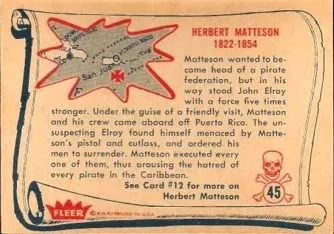 HERBERT MATTESON
1822-1854
San Juan
Matteson wanted to be-
come head of a pirate
federation, but in his
way stood John Elroy
with a force five times
stronger. Under the guise of a friendly visit, Matteson
and his crew came aboard off Puerto Rico. The un-
suspecting Elroy found himself menaced by Matte-
son's pistol and cutlass, and ordered his
men to surrender. Matteson executed every
one of them, thus arousing the hatred of
every pirate in the Caribbean.
See Card #12 for more on
Herbert Matteson
45
FLEER
U.S.A.